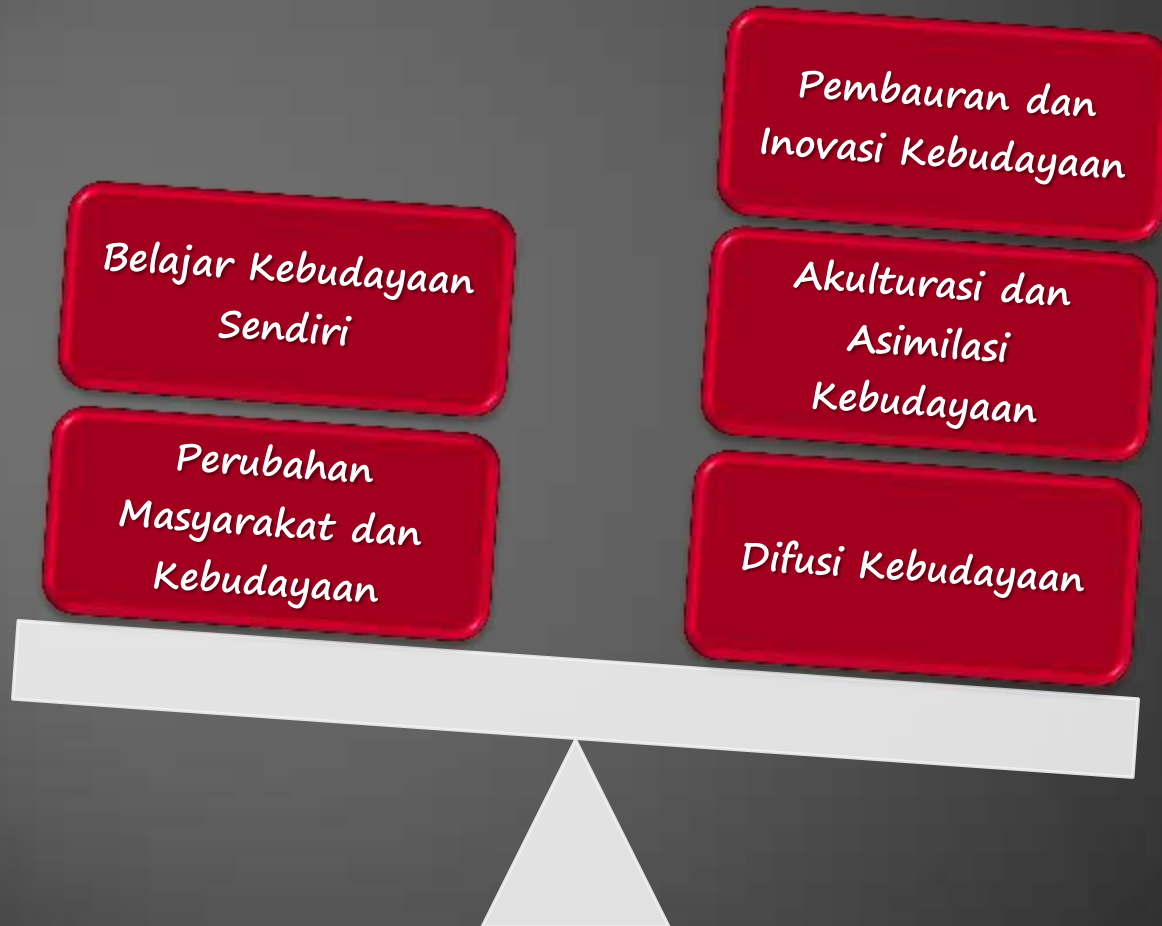 Belajar Kebudayaan
Sendiri
Perubahan
Masyarakat dan
Kebudayaan
Pembauran dan
Inovasi Kebudayaan
Akulturasi dan
Asimilasi
Kebudayaan
Difusi Kebudayaan